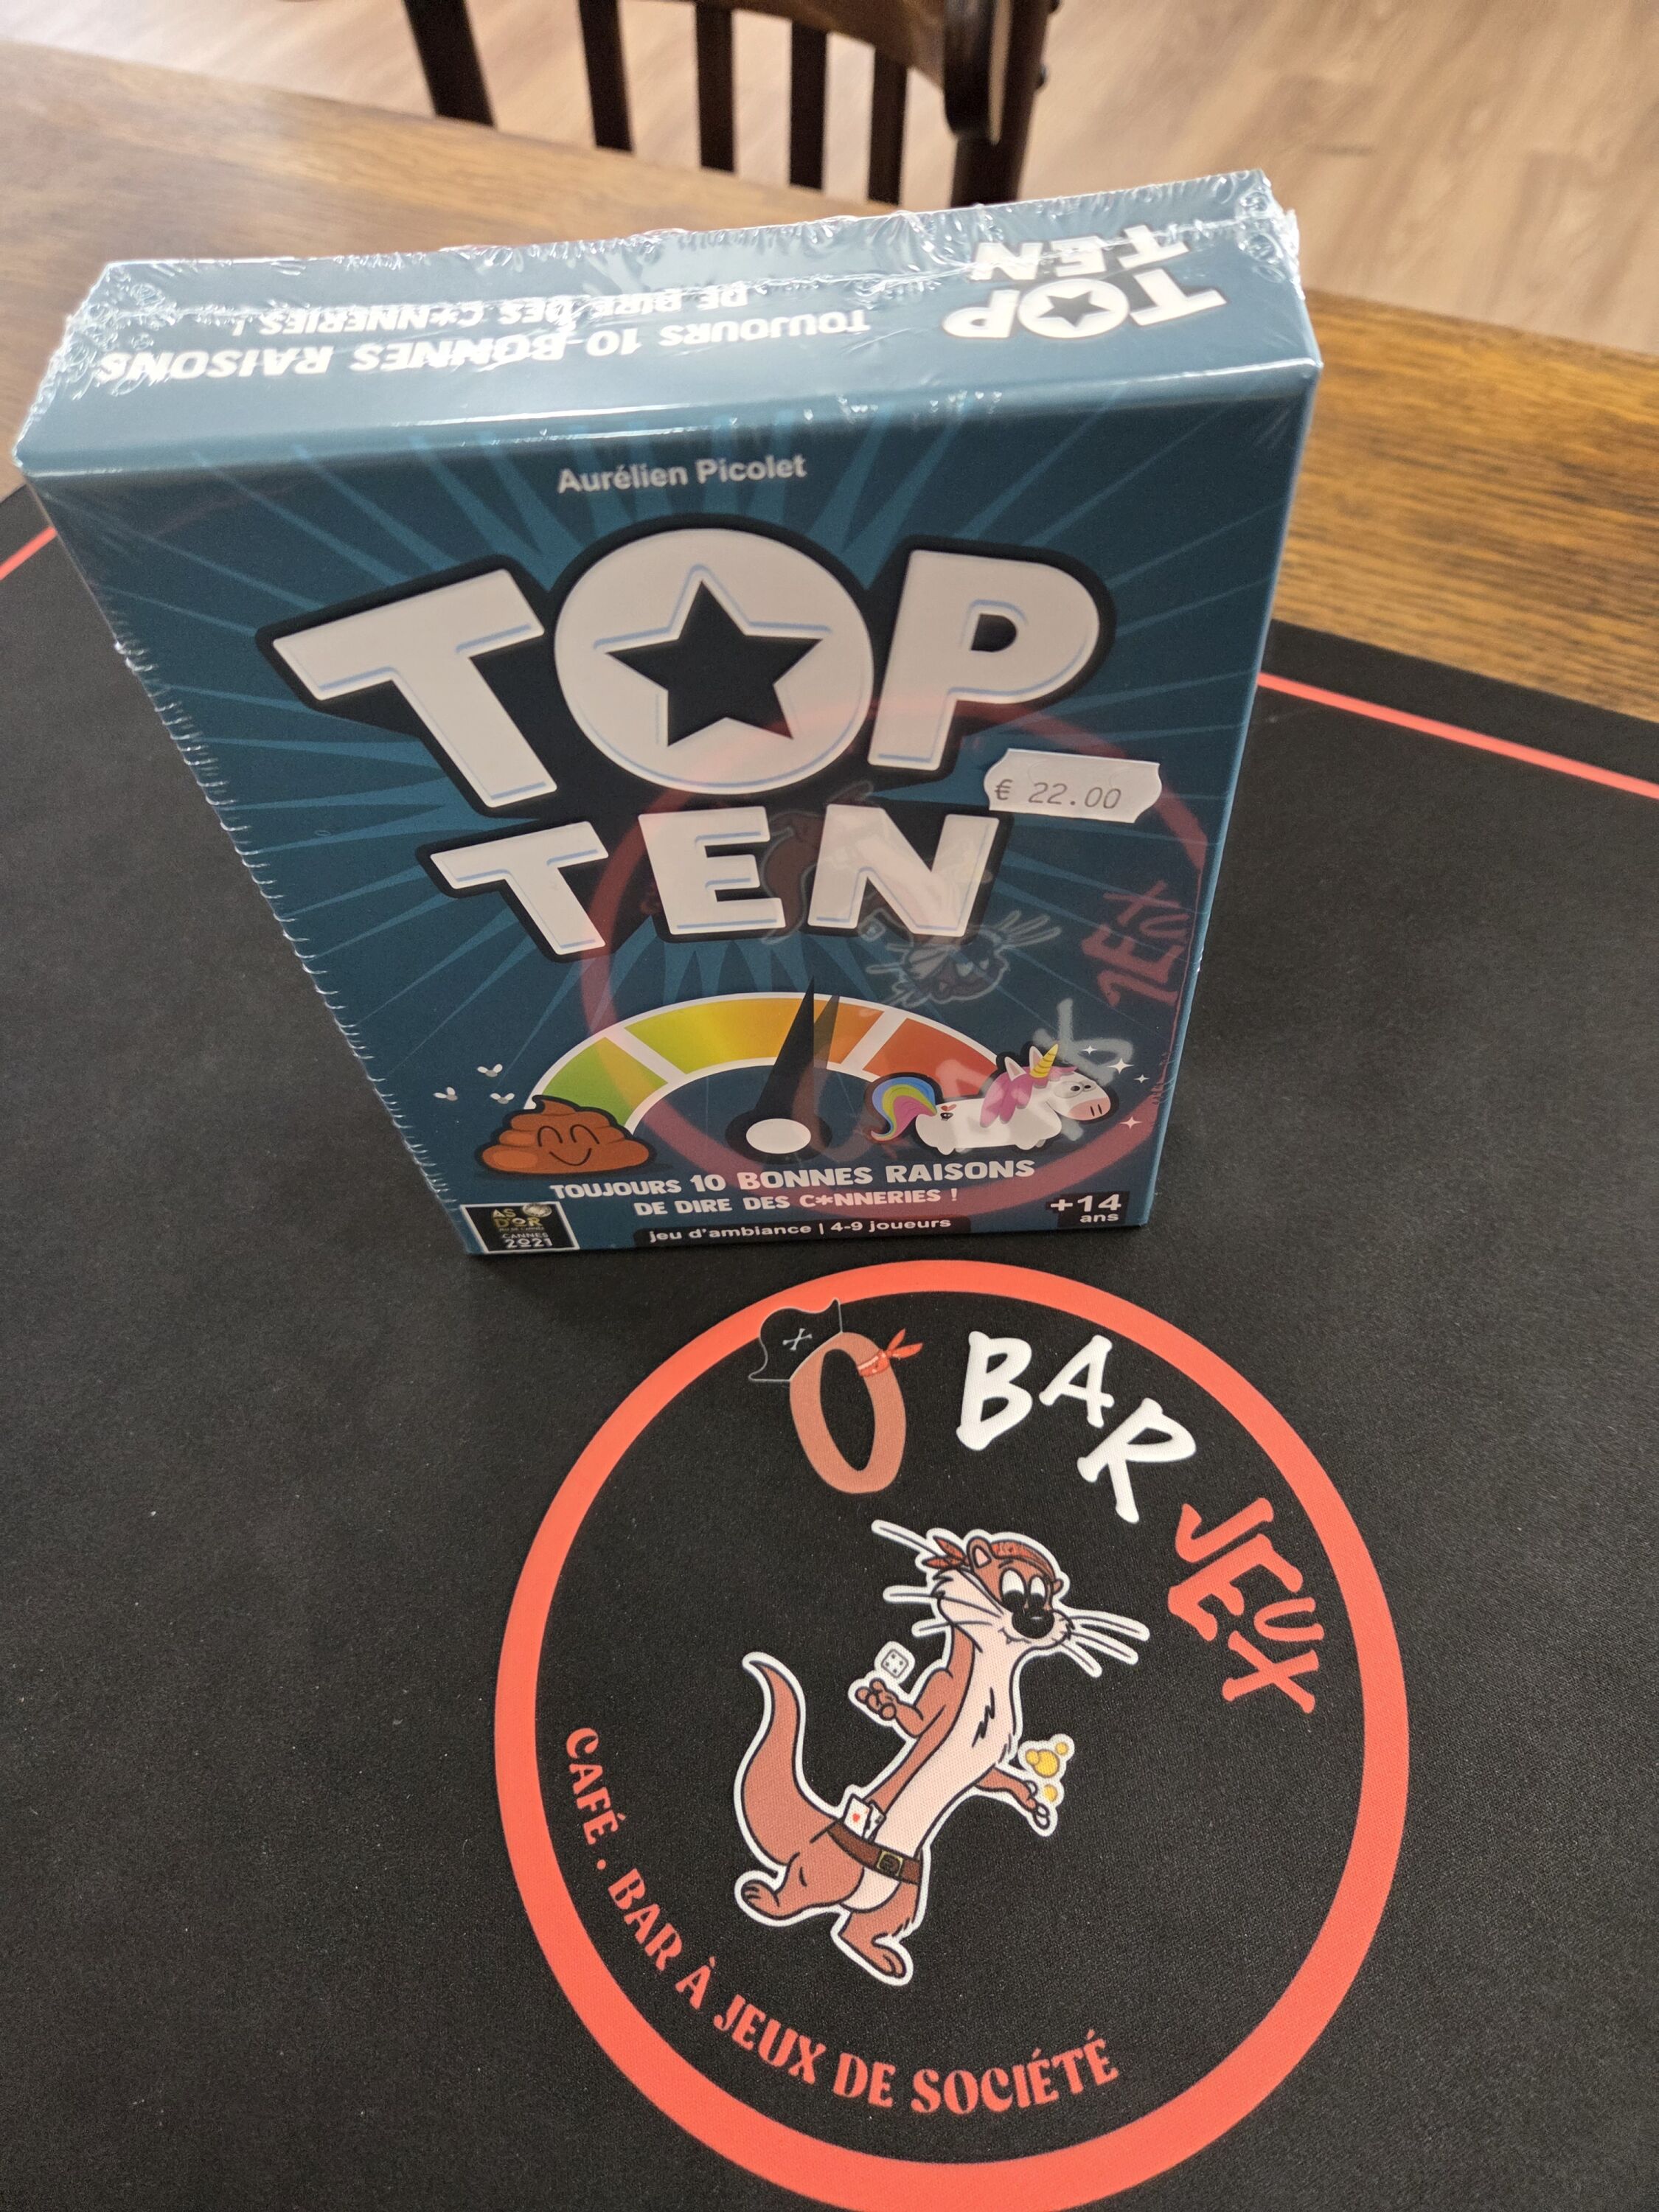 TOP
TEN
TOUJOURS 10 BONNES RAISONS
DE DIRE DES C*NNERIES !
Aurélien Picolet
TOP
TEN
€ 22.00
TOUJOURS 10 BONNES RAISONS
DE DIRE DES C*NNERIES !
jeu d'ambiance | 4-9 joueurs
+14
ans
AS
D'OR
CANNES
2021
O BAR JEUX
CAFÉ . BAR À JEUX DE SOCIÉTÉ